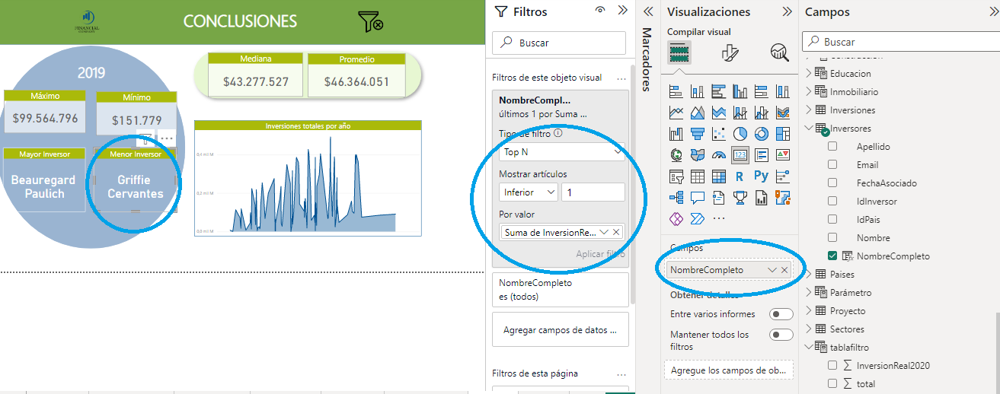 FINANCIAL
COMPANY
CONCLUSIONES
2019
Máximo
$99.564.796
Mínimo
$151.779
Mayor Inversor
Beauregard
Paulich
Menor Inversor
Griffie
Cervantes
Mediana
$43.277.527
Promedio
$46.364.051
Inversiones totales por año
0,4 mil M
0,2 mil M
0,0 mil M
Filtros
Buscar
Filtros de este objeto visual
NombreCompl...
últimos 1 por Suma ...
Tipo de filtro
Top N
Mostrar artículos
Inferior
1
Por valor
Suma de InversionRe...
Aplicar filtro
NombreCompleto
es (todos)
Agregar campos de datos ...
Filtros de esta página
Marcadores
Visualizaciones
Compilar visual
123
R
Py
Campos
NombreCompleto
Obtener detalles
Entre varios informes
Mantener todos los
filtros
Agregue los campos de ob...
Campos
Buscar
Construccion
Educacion
Inmobiliario
Inversiones
Inversores
Apellido
Email
FechaAsociado
IdInversor
IdPais
Nombre
NombreCompleto
Paises
Parámetro
Proyecto
Sectores
tablafiltro
InversionReal2020
total